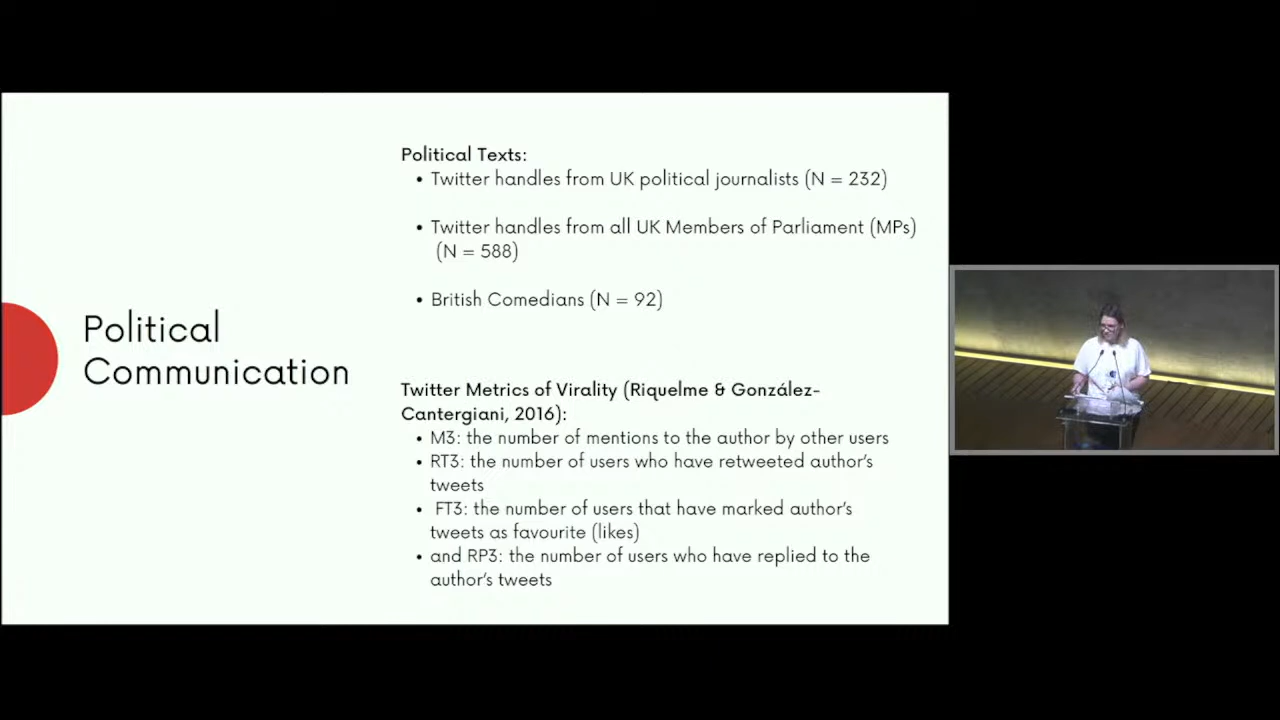 Political
Communication
Political Texts:
• Twitter handles from UK political journalists (N = 232)
• Twitter handles from all UK Members of Parliament (MPs)
(N = 588)
• British Comedians (N = 92)
Twitter Metrics of Virality (Riquelme & González-
Cantergiani, 2016):
• M3: the number of mentions to the author by other users
• RT3: the number of users who have retweeted author's
tweets
• FT3: the number of users that have marked author's
tweets as favourite (likes)
• and RP3: the number of users who have replied to the
author's tweets